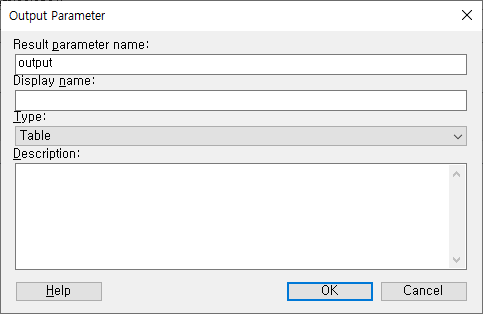 Output Parameter
Result parameter name:
output
Display name:
Type:
Table
Description:
Help
OK
Cancel